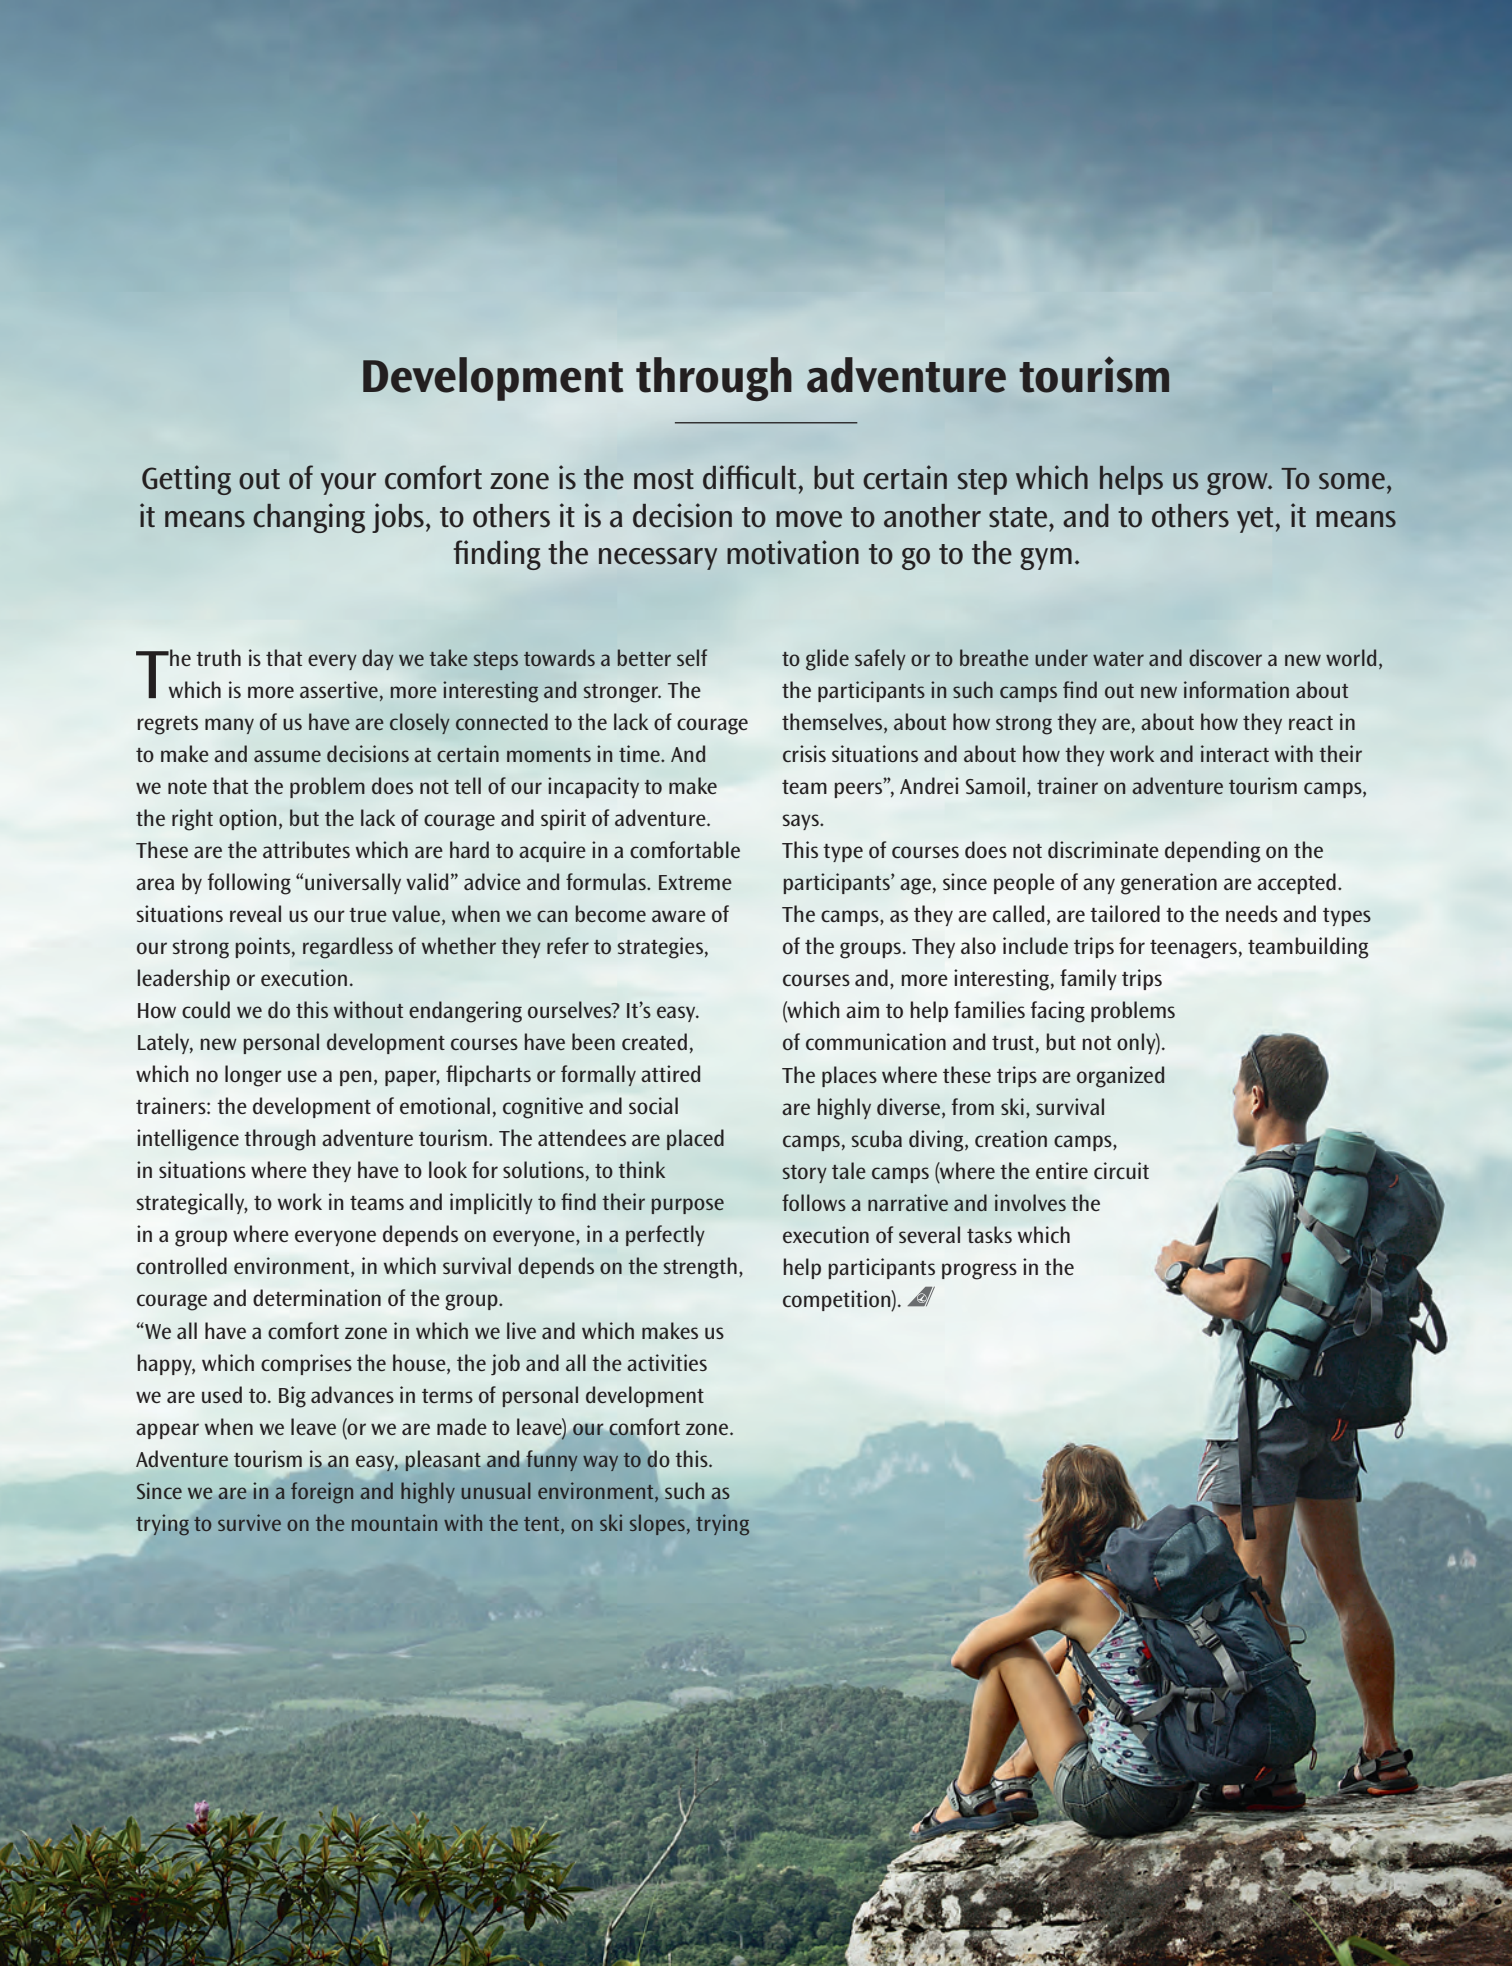 Development through adventure tourism
Getting out of your comfort zone is the most difficult, but certain step which helps us grow. To some,
it means changing jobs, to others it is a decision to move to another state, and to others yet, it means
finding the necessary motivation to go to the gym.
The truth is that every day we take steps towards a better self
which is more assertive, more interesting and stronger. The
regrets many of us have are closely connected to the lack of courage
to make and assume decisions at certain moments in time. And
we note that the problem does not tell of our incapacity to make
the right option, but the lack of courage and spirit of adventure.
These are the attributes which are hard to acquire in a comfortable
area by following “universally valid” advice and formulas. Extreme
situations reveal us our true value, when we can become aware of
our strong points, regardless of whether they refer to strategies,
leadership or execution.
How could we do this without endangering ourselves? It’s easy.
Lately, new personal development courses have been created,
which no longer use a pen, paper, flipcharts or formally attired
trainers: the development of emotional, cognitive and social
intelligence through adventure tourism. The attendees are placed
in situations where they have to look for solutions, to think
strategically, to work in teams and implicitly to find their purpose
in a group where everyone depends on everyone, in a perfectly
controlled environment, in which survival depends on the strength,
courage and determination of the group.
“We all have a comfort zone in which we live and which makes us
happy, which comprises the house, the job and all the activities
we are used to. Big advances in terms of personal development
appear when we leave (or we are made to leave) our comfort zone.
Adventure tourism is an easy, pleasant and funny way to do this.
Since we are in a foreign and highly unusual environment, such as
trying to survive on the mountain with the tent, on ski slopes, trying
to glide safely or to breathe under water and discover a new world,
the participants in such camps find out new information about
themselves, about how strong they are, about how they react in
crisis situations and about how they work and interact with their
team peers”, Andrei Samoil, trainer on adventure tourism camps,
says.
This type of courses does not discriminate depending on the
participants’ age, since people of any generation are accepted.
The camps, as they are called, are tailored to the needs and types
of the groups. They also include trips for teenagers, teambuilding
courses and, more interesting, family trips
(which aim to help families facing problems
of communication and trust, but not only).
The places where these trips are organized
are highly diverse, from ski, survival
camps, scuba diving, creation camps,
story tale camps (where the entire circuit
follows a narrative and involves the
execution of several tasks which
help participants progress in the
competition).